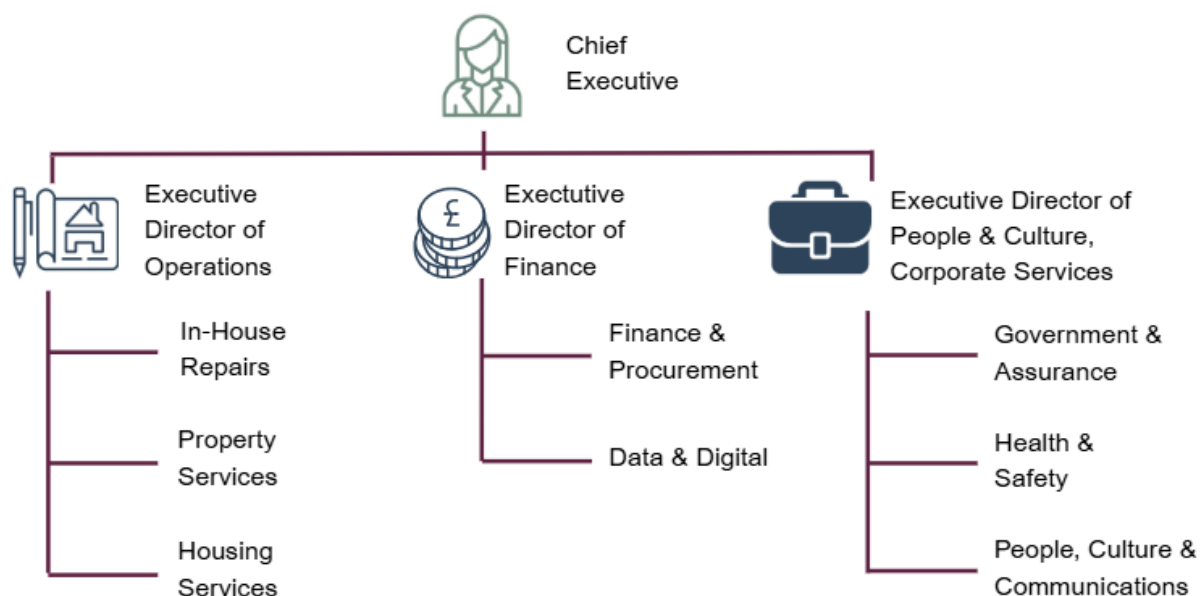 Chief
Executive
Executive
Director of
Operations
In-House
Repairs
Property
Services
Housing
Services
£
Exectutive
Director of
Finance
Finance &
Procurement
Data & Digital
Executive Director of
People & Culture,
Corporate Services
Government &
Assurance
Health &
Safety
People, Culture &
Communications